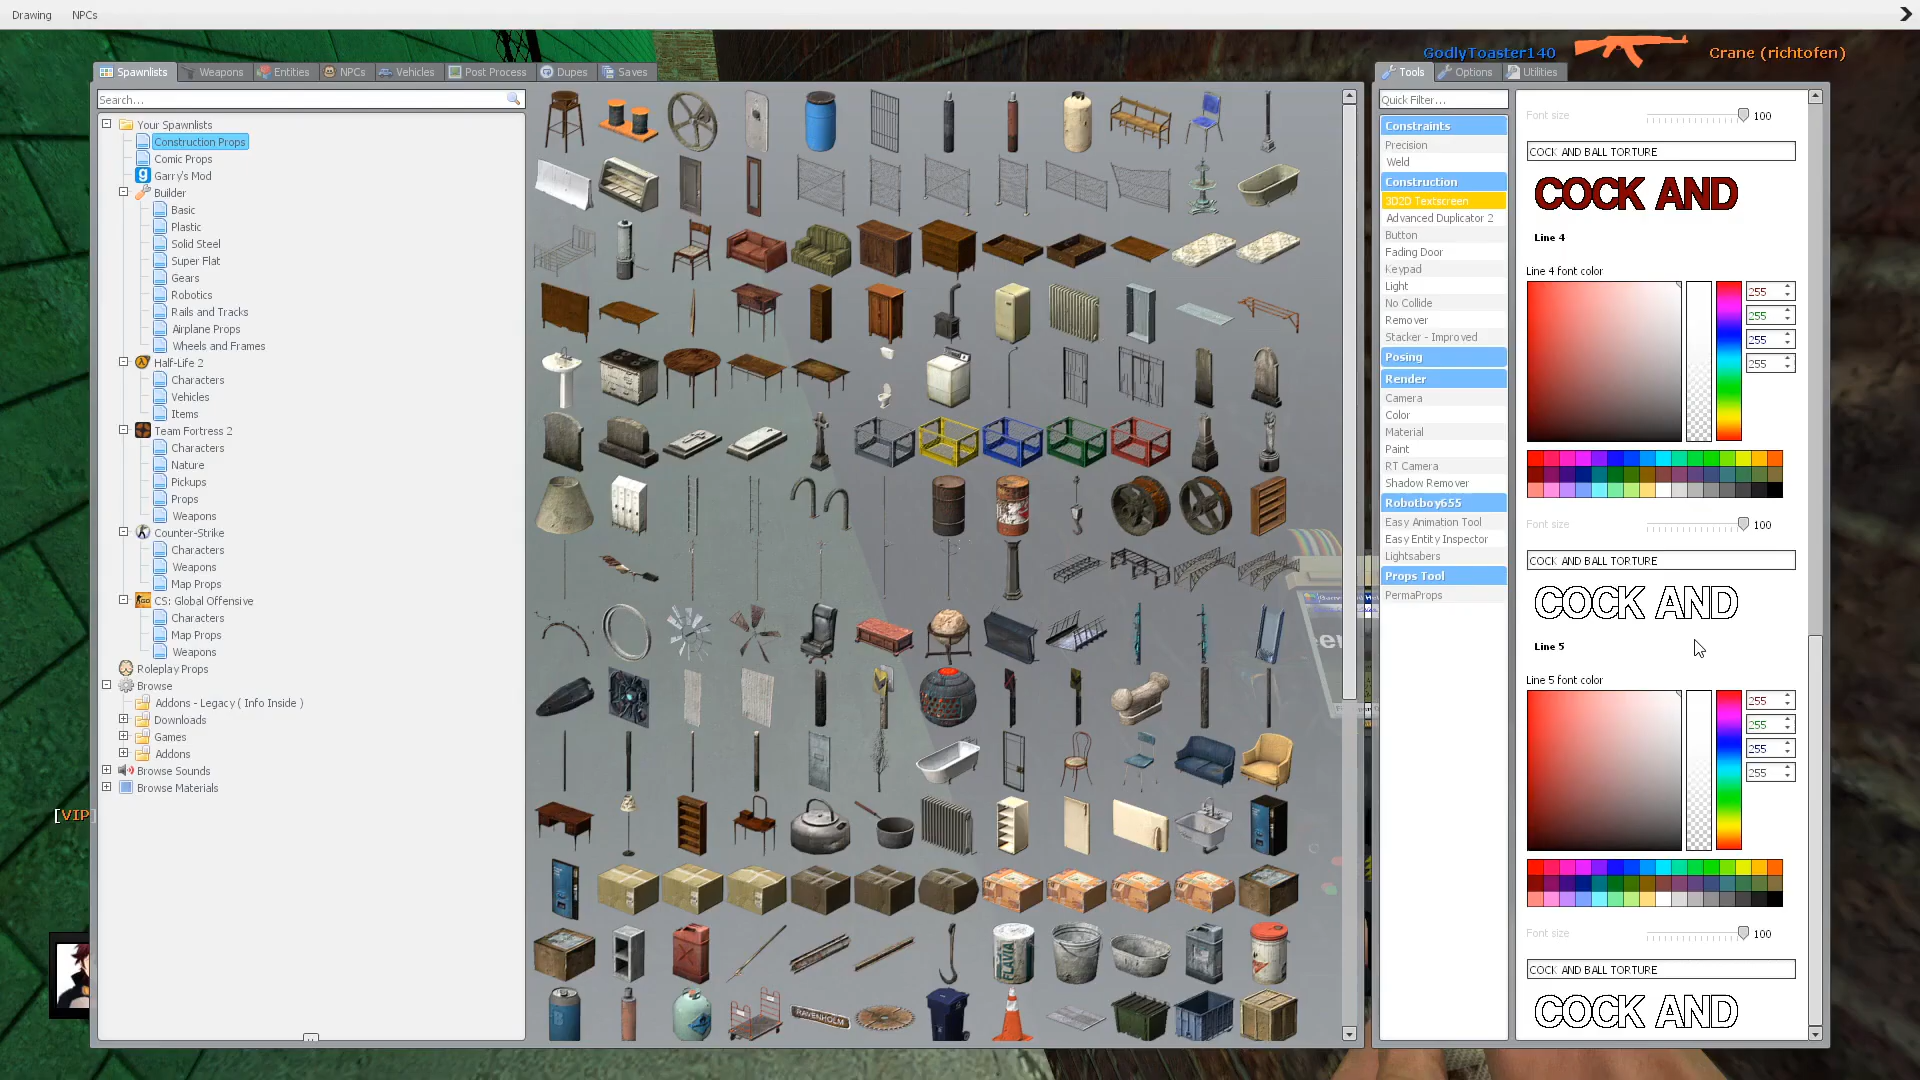 Drawing NPCs
GodlyToaster140 Crane (richtofen)
Spawnlists Weapons Entities NPCs Vehicles Post Process Dupes Saves
Tools Options Utilities
Search...
Your Spawnlists
Construction Props
Comic Props
Garry's Mod
Builder
Basic
Plastic
Solid Steel
Super Flat
Gears
Robotics
Rails and Tracks
Airplane Props
Wheels and Frames
Half-Life 2
Characters
Vehicles
Items
Team Fortress 2
Characters
Nature
Pickups
Props
Weapons
Counter-Strike
Characters
Weapons
Map Props
CS: Global Offensive
Characters
Map Props
Weapons
Roleplay Props
Browse
Addons - Legacy ( Info Inside )
Downloads
Games
Addons
Browse Sounds
Browse Materials
[VIP]
FLAVIA
RAVENHOLM
Quick Filter...
Constraints
Precision
Weld
Construction
3D2D Textscreen
Advanced Duplicator 2
Button
Fading Door
Keypad
Light
No Collide
Remover
Stacker - Improved
Posing
Render
Camera
Color
Material
Paint
RT Camera
Shadow Remover
Robotboy655
Easy Animation Tool
Easy Entity Inspector
Lightsabers
Props Tool
PermaProps
Font size 100
COCK AND BALL TORTURE
COCK AND
Line 4
Line 4 font color
255
255
255
255
Font size 100
COCK AND BALL TORTURE
COCK AND
Line 5
Line 5 font color
255
255
255
255
Font size 100
COCK AND BALL TORTURE
COCK AND